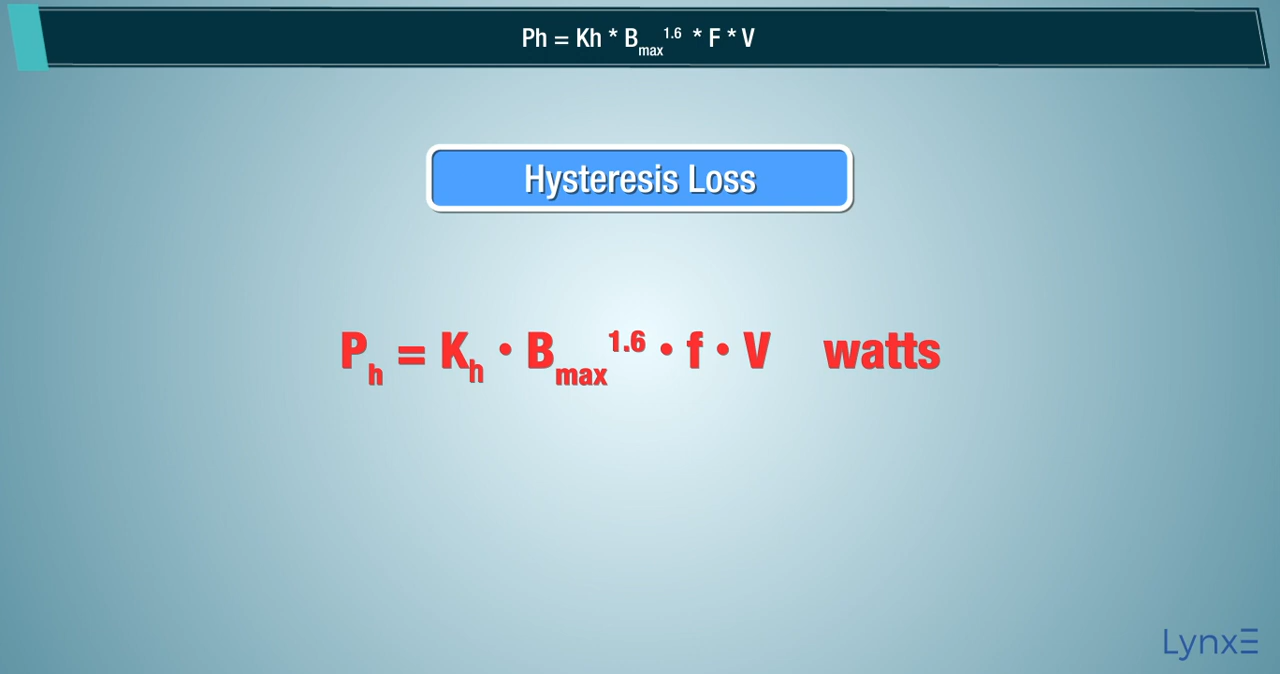 Ph = Kh * Bmax^1.6 * F * V
Hysteresis Loss
Ph = Kh · Bmax^1.6 · f · V watts
LynxΞ